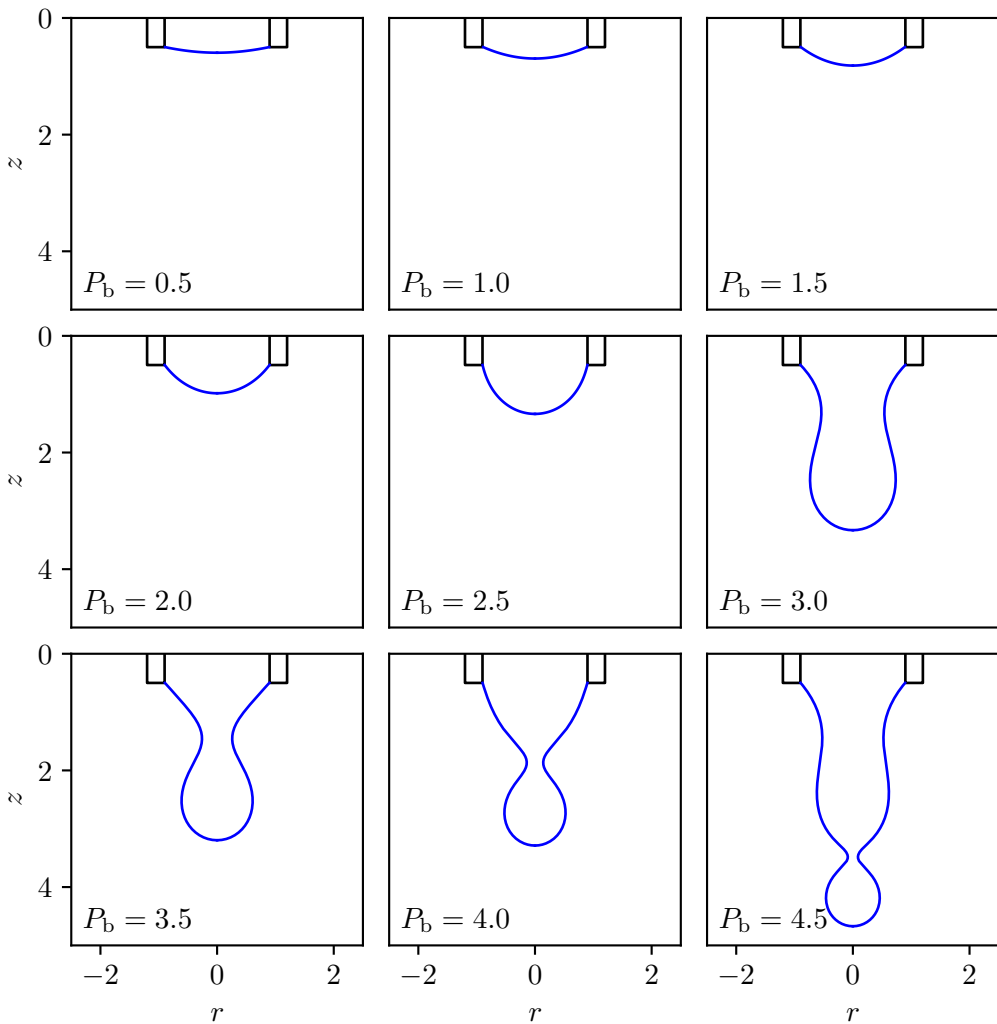 0
2
4
z
P_b = 0.5
P_b = 1.0
P_b = 1.5
0
2
4
z
P_b = 2.0
P_b = 2.5
P_b = 3.0
0
2
4
z
P_b = 3.5
P_b = 4.0
P_b = 4.5
−2 0 2
−2 0 2
−2 0 2
r
r
r